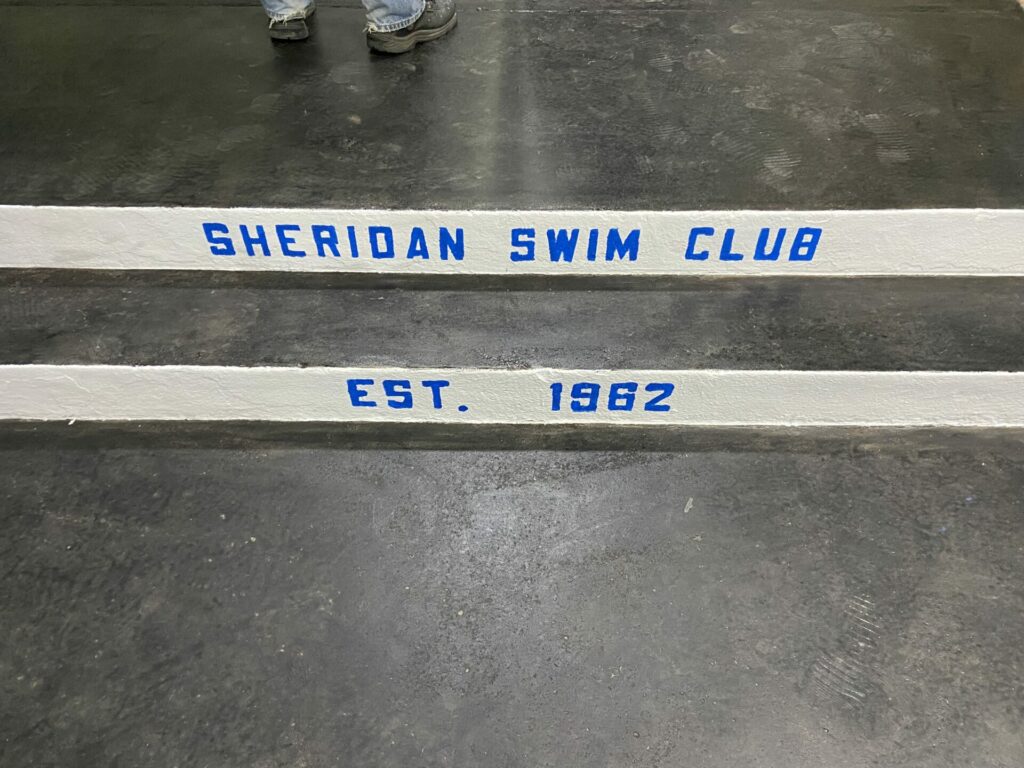 SHERIDAN SWIM CLUB
EST. 1962